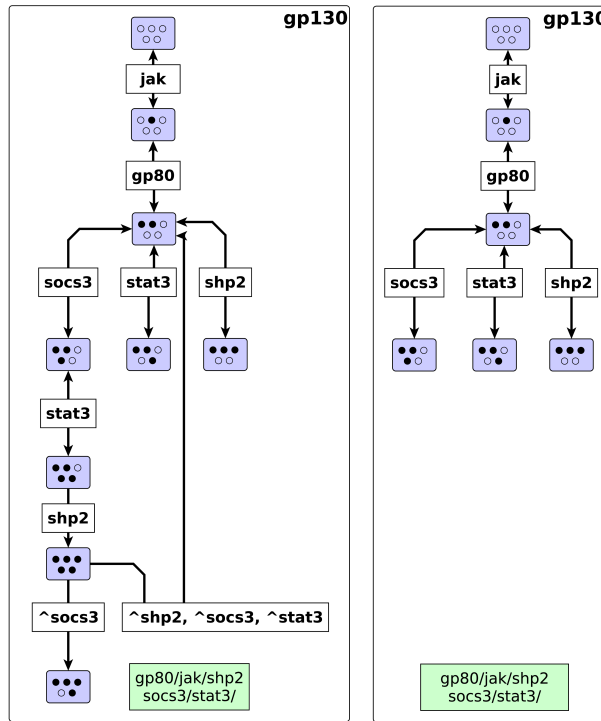 gp130
jak
gp80
socs3
stat3
shp2
stat3
shp2
^socs3
^shp2, ^socs3, ^stat3
gp80/jak/shp2
socs3/stat3/
gp130
jak
gp80
socs3
stat3
shp2
gp80/jak/shp2
socs3/stat3/